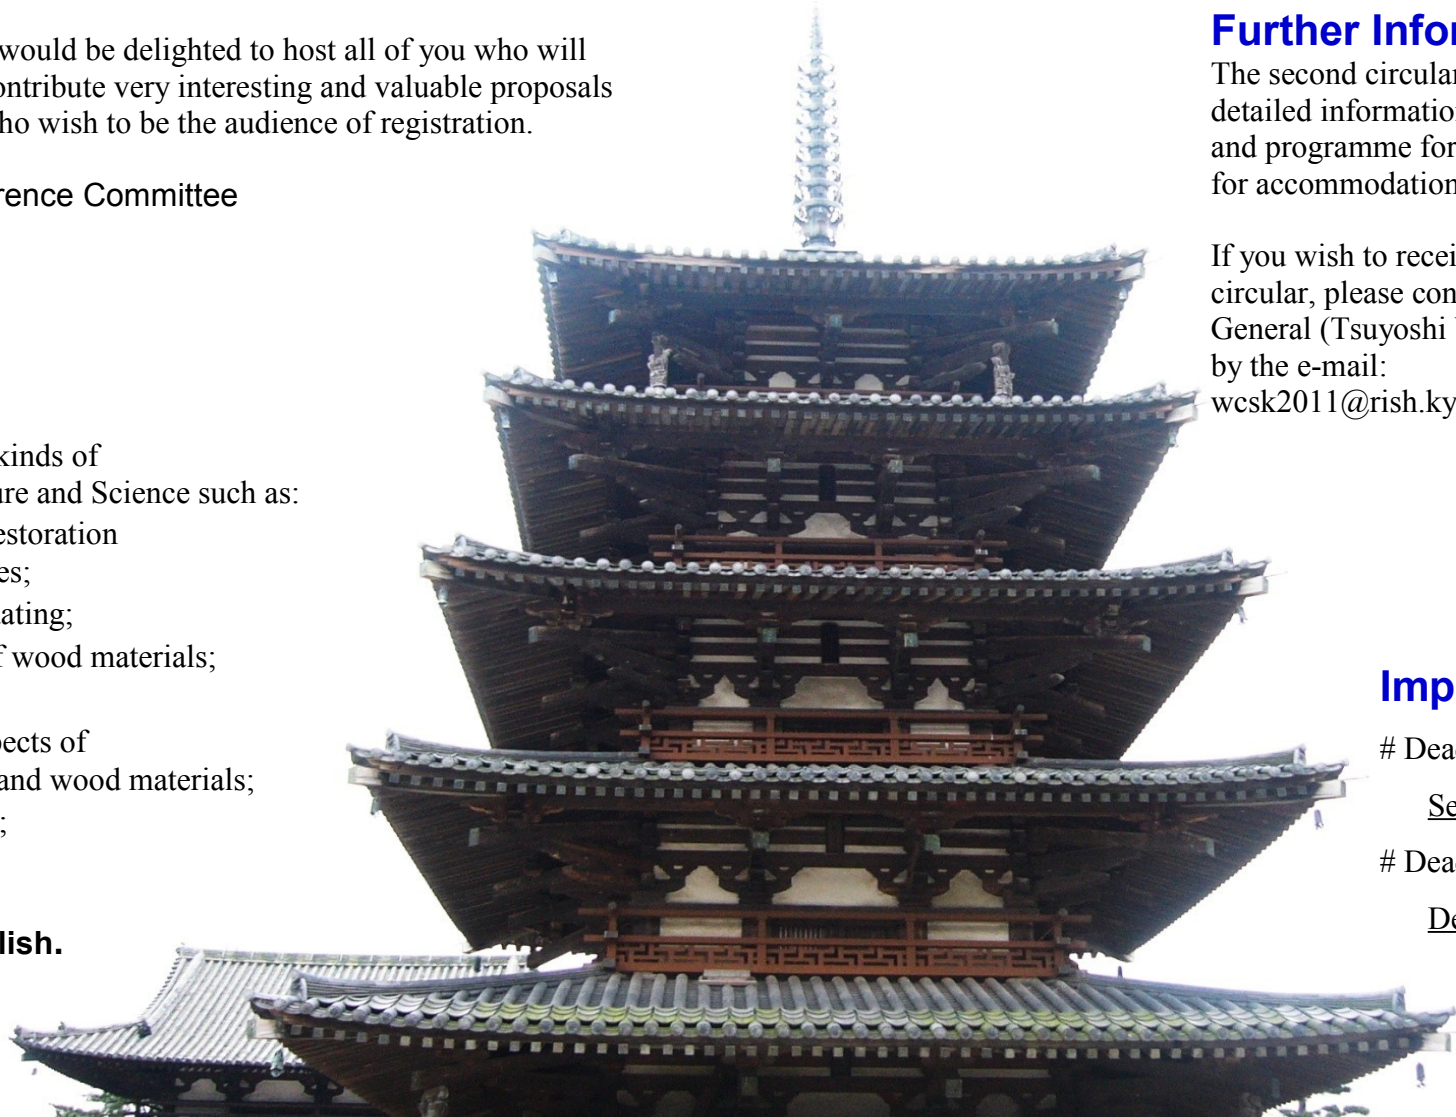 would be delighted to host all of you who will
ontribute very interesting and valuable proposals
ho wish to be the audience of registration.
rence Committee
kinds of
ure and Science such as:
estoration
es;
ating;
f wood materials;
pects of
and wood materials;
;
lish.
Further Infor
The second circular
detailed information
and programme for
for accommodation
If you wish to recei
circular, please con
General (Tsuyoshi
by the e-mail:
wcsk2011@rish.ky
Imp
# Dea
Se
# Dea
De